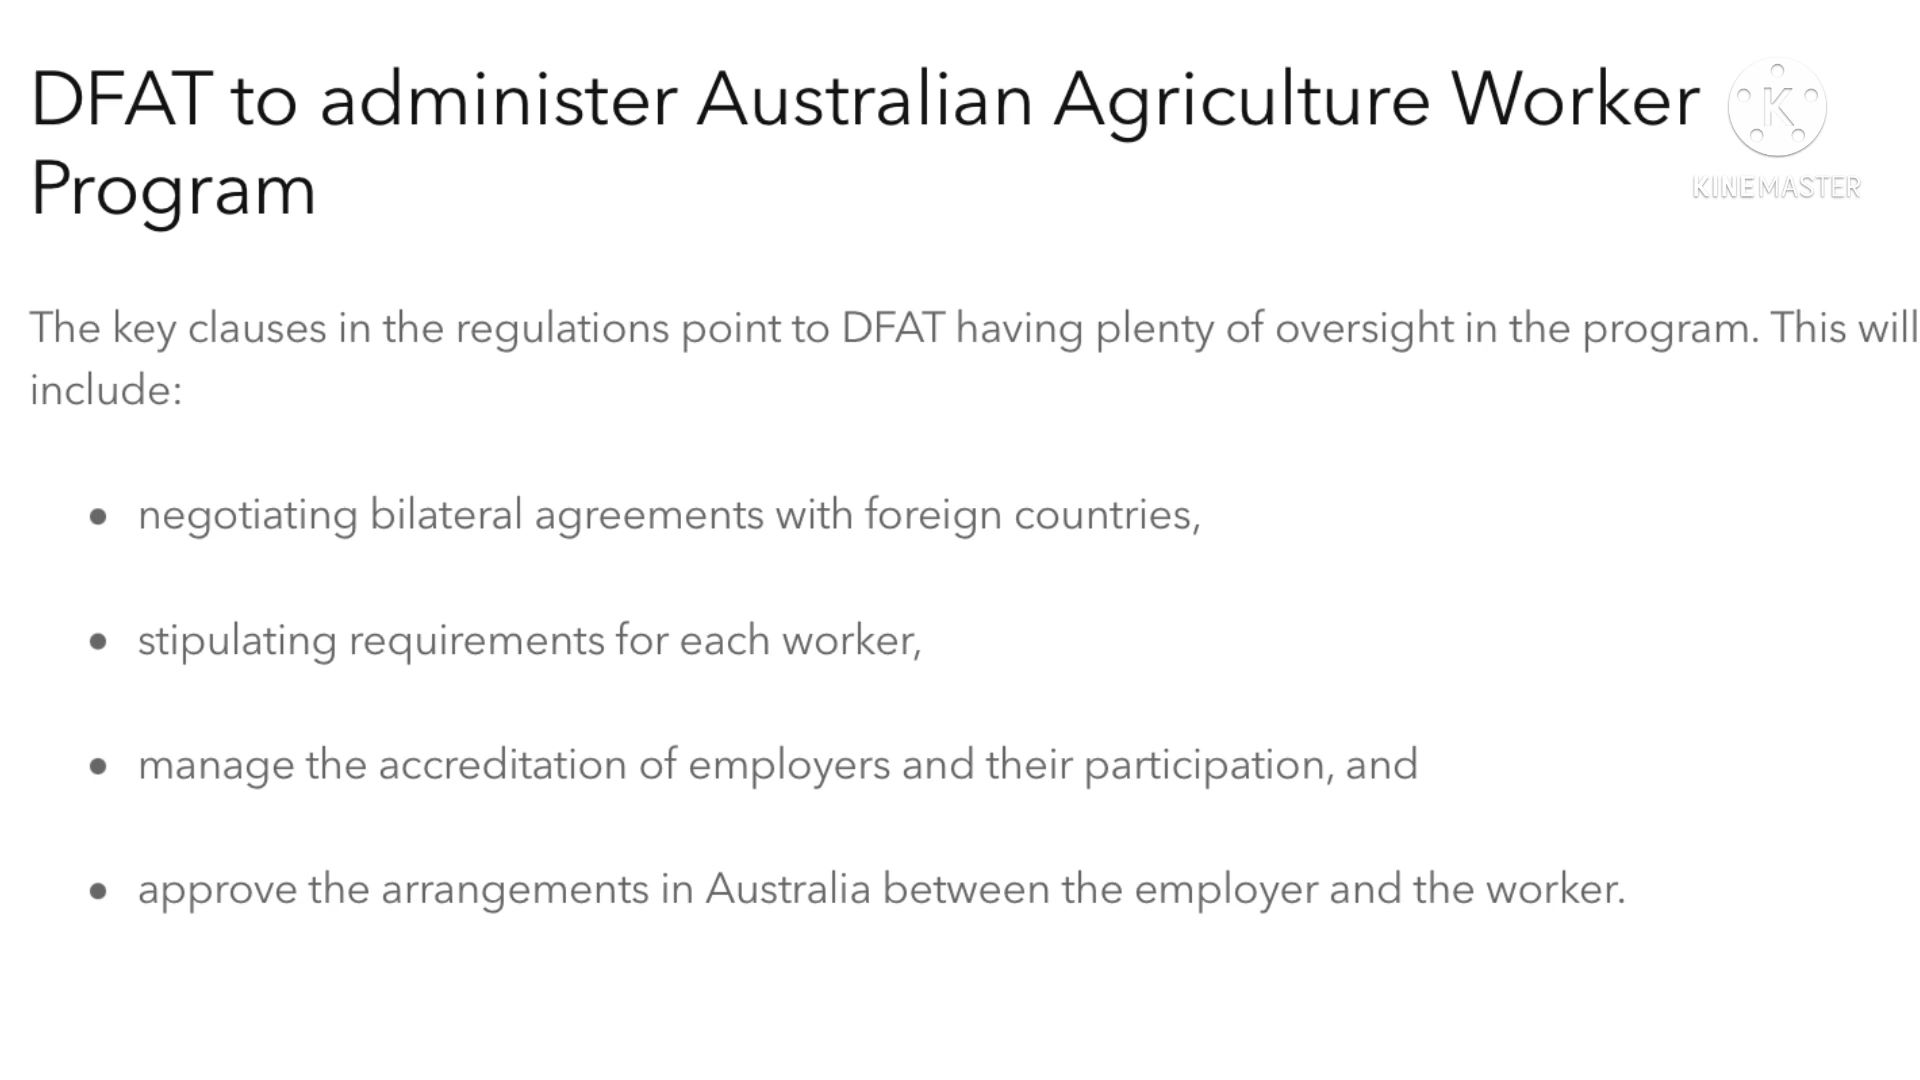 DFAT to administer Australian Agriculture Worker
Program
K
KINEMASTER
The key clauses in the regulations point to DFAT having plenty of oversight in the program. This will
include:
• negotiating bilateral agreements with foreign countries,
• stipulating requirements for each worker,
• manage the accreditation of employers and their participation, and
• approve the arrangements in Australia between the employer and the worker.